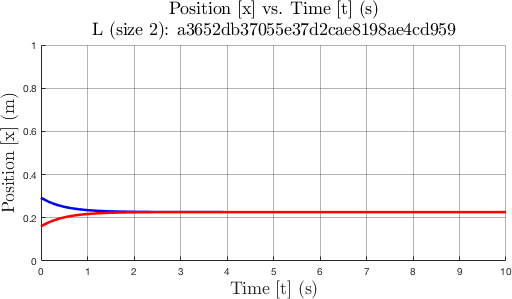 Position [x] vs. Time [t] (s)
L (size 2): a3652db37055e37d2cae8198ae4cd959
Position [x] (m)
1
0.8
0.6
0.4
0.2
0
0 1 2 3 4 5 6 7 8 9 10
Time [t] (s)